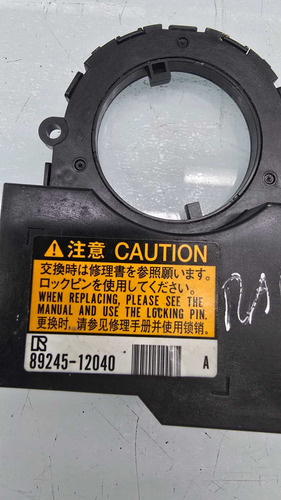 ⚠注意 CAUTION
交換時は修理書を参照願います。
ロックピンを使用してください。
WHEN REPLACING, PLEASE SEE THE
MANUAL AND USE THE LOCKING PIN.
更换时，请参见修理手册并使用锁销。
89245-12040 A